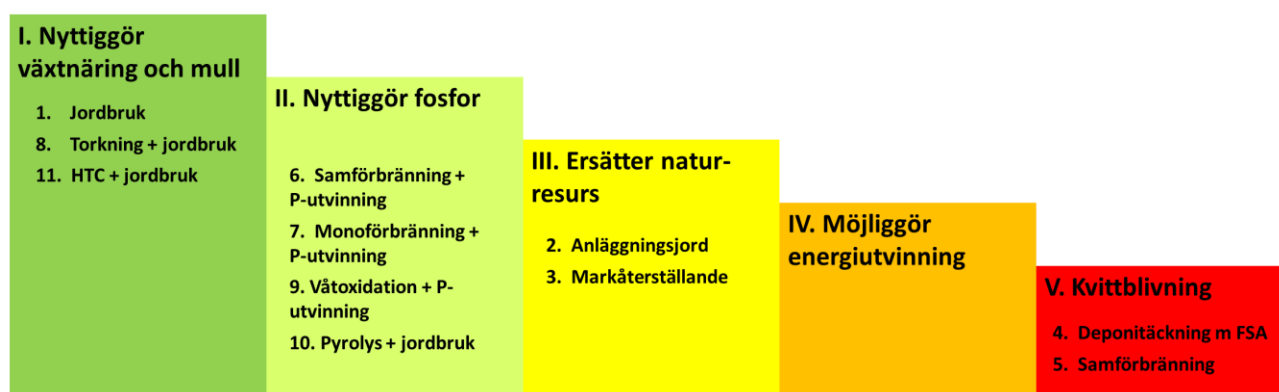 I. Nyttiggör
växtnäring och mull
1. Jordbruk
8. Torkning + jordbruk
11. HTC + jordbruk
II. Nyttiggör fosfor
6. Samförbränning +
P-utvinning
7. Monoförbränning +
P-utvinning
9. Våtoxidation + P-
utvinning
10. Pyrolys + jordbruk
III. Ersätter natur-
resurs
2. Anläggningsjord
3. Markåterställande
IV. Möjliggör
energiutvinning
V. Kvittblivning
4. Deponitäckning m FSA
5. Samförbränning